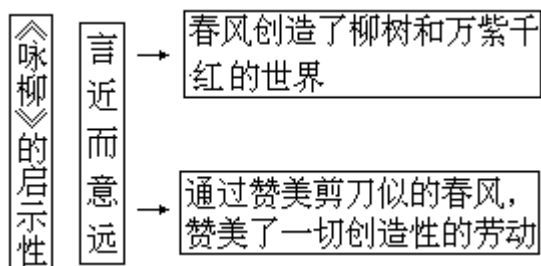 《咏柳》的启示性
言近而意远
春风创造了柳树和万紫千
红的世界
通过赞美剪刀似的春风，
赞美了一切创造性的劳动